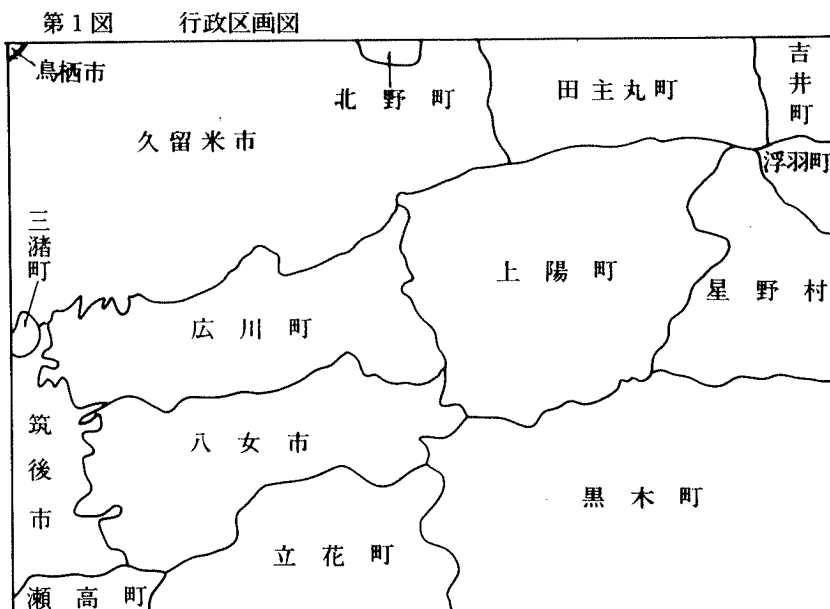 第1図 行政区画図
鳥栖市
北野町
田主丸町
吉井町
久留米市
浮羽町
三潴町
上陽町
星野村
広川町
筑後市
八女市
黒木町
立花町
瀬高町